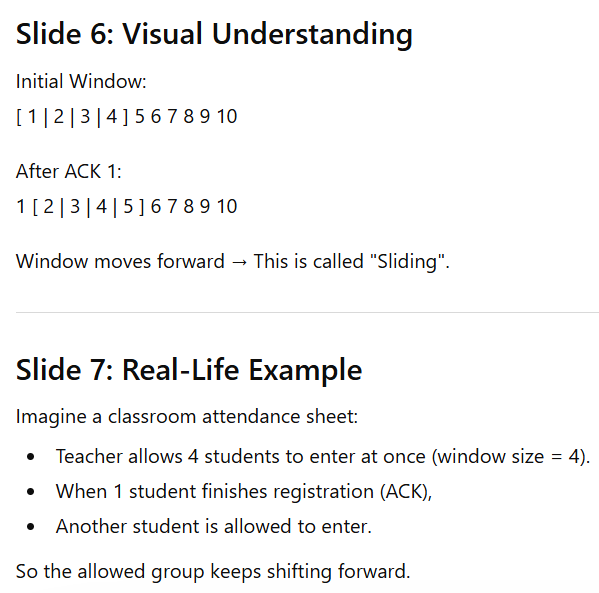 Slide 6: Visual Understanding
Initial Window:
[ 1 | 2 | 3 | 4 ] 5 6 7 8 9 10
After ACK 1:
1 [ 2 | 3 | 4 | 5 ] 6 7 8 9 10
Window moves forward → This is called "Sliding".
Slide 7: Real-Life Example
Imagine a classroom attendance sheet:
• Teacher allows 4 students to enter at once (window size = 4).
• When 1 student finishes registration (ACK),
• Another student is allowed to enter.
So the allowed group keeps shifting forward.